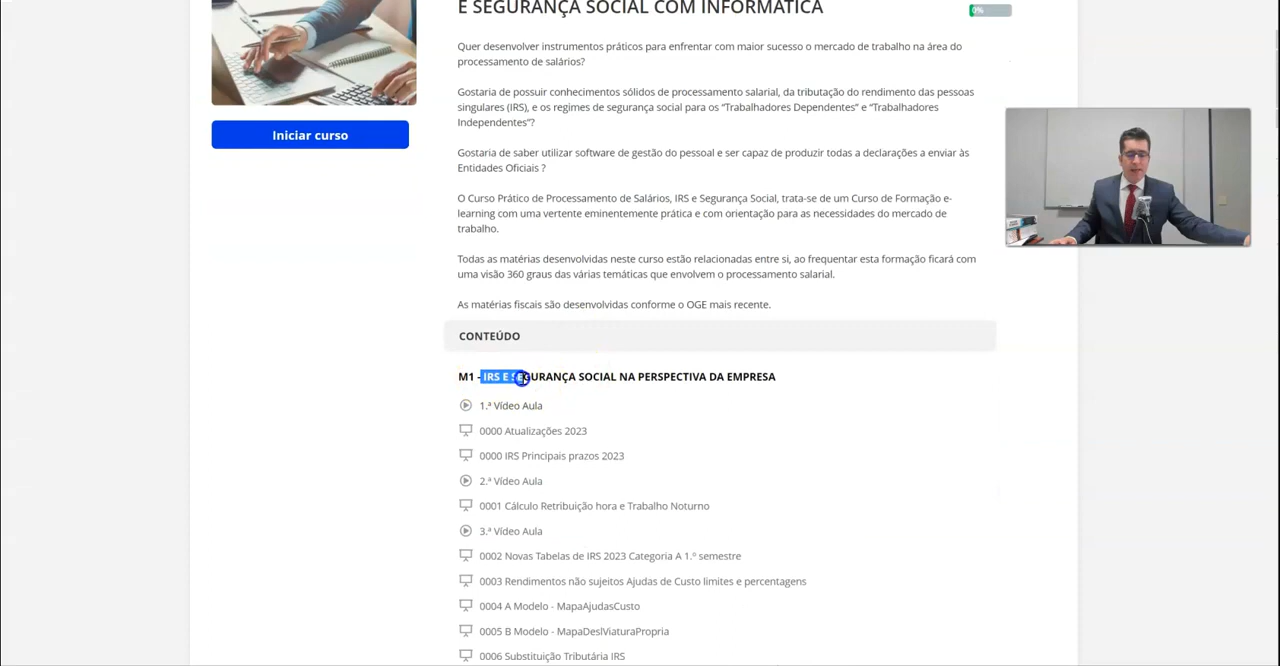 E SEGURANÇA SOCIAL COM INFORMÁTICA
0%
Quer desenvolver instrumentos práticos para enfrentar com maior sucesso o mercado de trabalho na área do
processamento de salários?
Gostaria de possuir conhecimentos sólidos de processamento salarial, da tributação do rendimento das pessoas
singulares (IRS), e os regimes de segurança social para os “Trabalhadores Dependentes” e “Trabalhadores
Independentes”?
Gostaria de saber utilizar software de gestão do pessoal e ser capaz de produzir todas a declarações a enviar às
Entidades Oficiais ?
O Curso Prático de Processamento de Salários, IRS e Segurança Social, trata-se de um Curso de Formação e-
learning com uma vertente eminentemente prática e com orientação para as necessidades do mercado de
trabalho.
Todas as matérias desenvolvidas neste curso estão relacionadas entre si, ao frequentar esta formação ficará com
uma visão 360 graus das várias temáticas que envolvem o processamento salarial.
As matérias fiscais são desenvolvidas conforme o OGE mais recente.
Iniciar curso
CONTEÚDO
M1 - IRS E SEGURANÇA SOCIAL NA PERSPECTIVA DA EMPRESA
1.ª Vídeo Aula
0000 Atualizações 2023
0000 IRS Principais prazos 2023
2.ª Vídeo Aula
0001 Cálculo Retribuição hora e Trabalho Noturno
3.ª Vídeo Aula
0002 Novas Tabelas de IRS 2023 Categoria A 1.º semestre
0003 Rendimentos não sujeitos Ajudas de Custo limites e percentagens
0004 A Modelo - MapaAjudasCusto
0005 B Modelo - MapaDeslViaturaPropria
0006 Substituição Tributária IRS